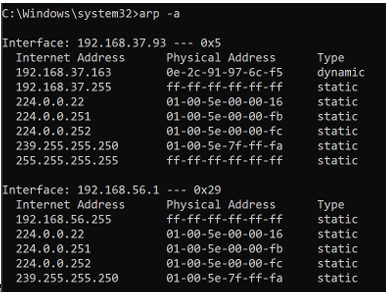 C:\Windows\system32>arp -a
Interface: 192.168.37.93 --- 0x5
  Internet Address      Physical Address      Type
  192.168.37.163        0e-2c-91-97-6c-f5     dynamic
  192.168.37.255        ff-ff-ff-ff-ff-ff     static
  224.0.0.22            01-00-5e-00-00-16     static
  224.0.0.251           01-00-5e-00-00-fb     static
  224.0.0.252           01-00-5e-00-00-fc     static
  239.255.255.250       01-00-5e-7f-ff-fa     static
  255.255.255.255       ff-ff-ff-ff-ff-ff     static
Interface: 192.168.56.1 --- 0x29
  Internet Address      Physical Address      Type
  192.168.56.255        ff-ff-ff-ff-ff-ff     static
  224.0.0.22            01-00-5e-00-00-16     static
  224.0.0.251           01-00-5e-00-00-fb     static
  224.0.0.252           01-00-5e-00-00-fc     static
  239.255.255.250       01-00-5e-7f-ff-fa     static